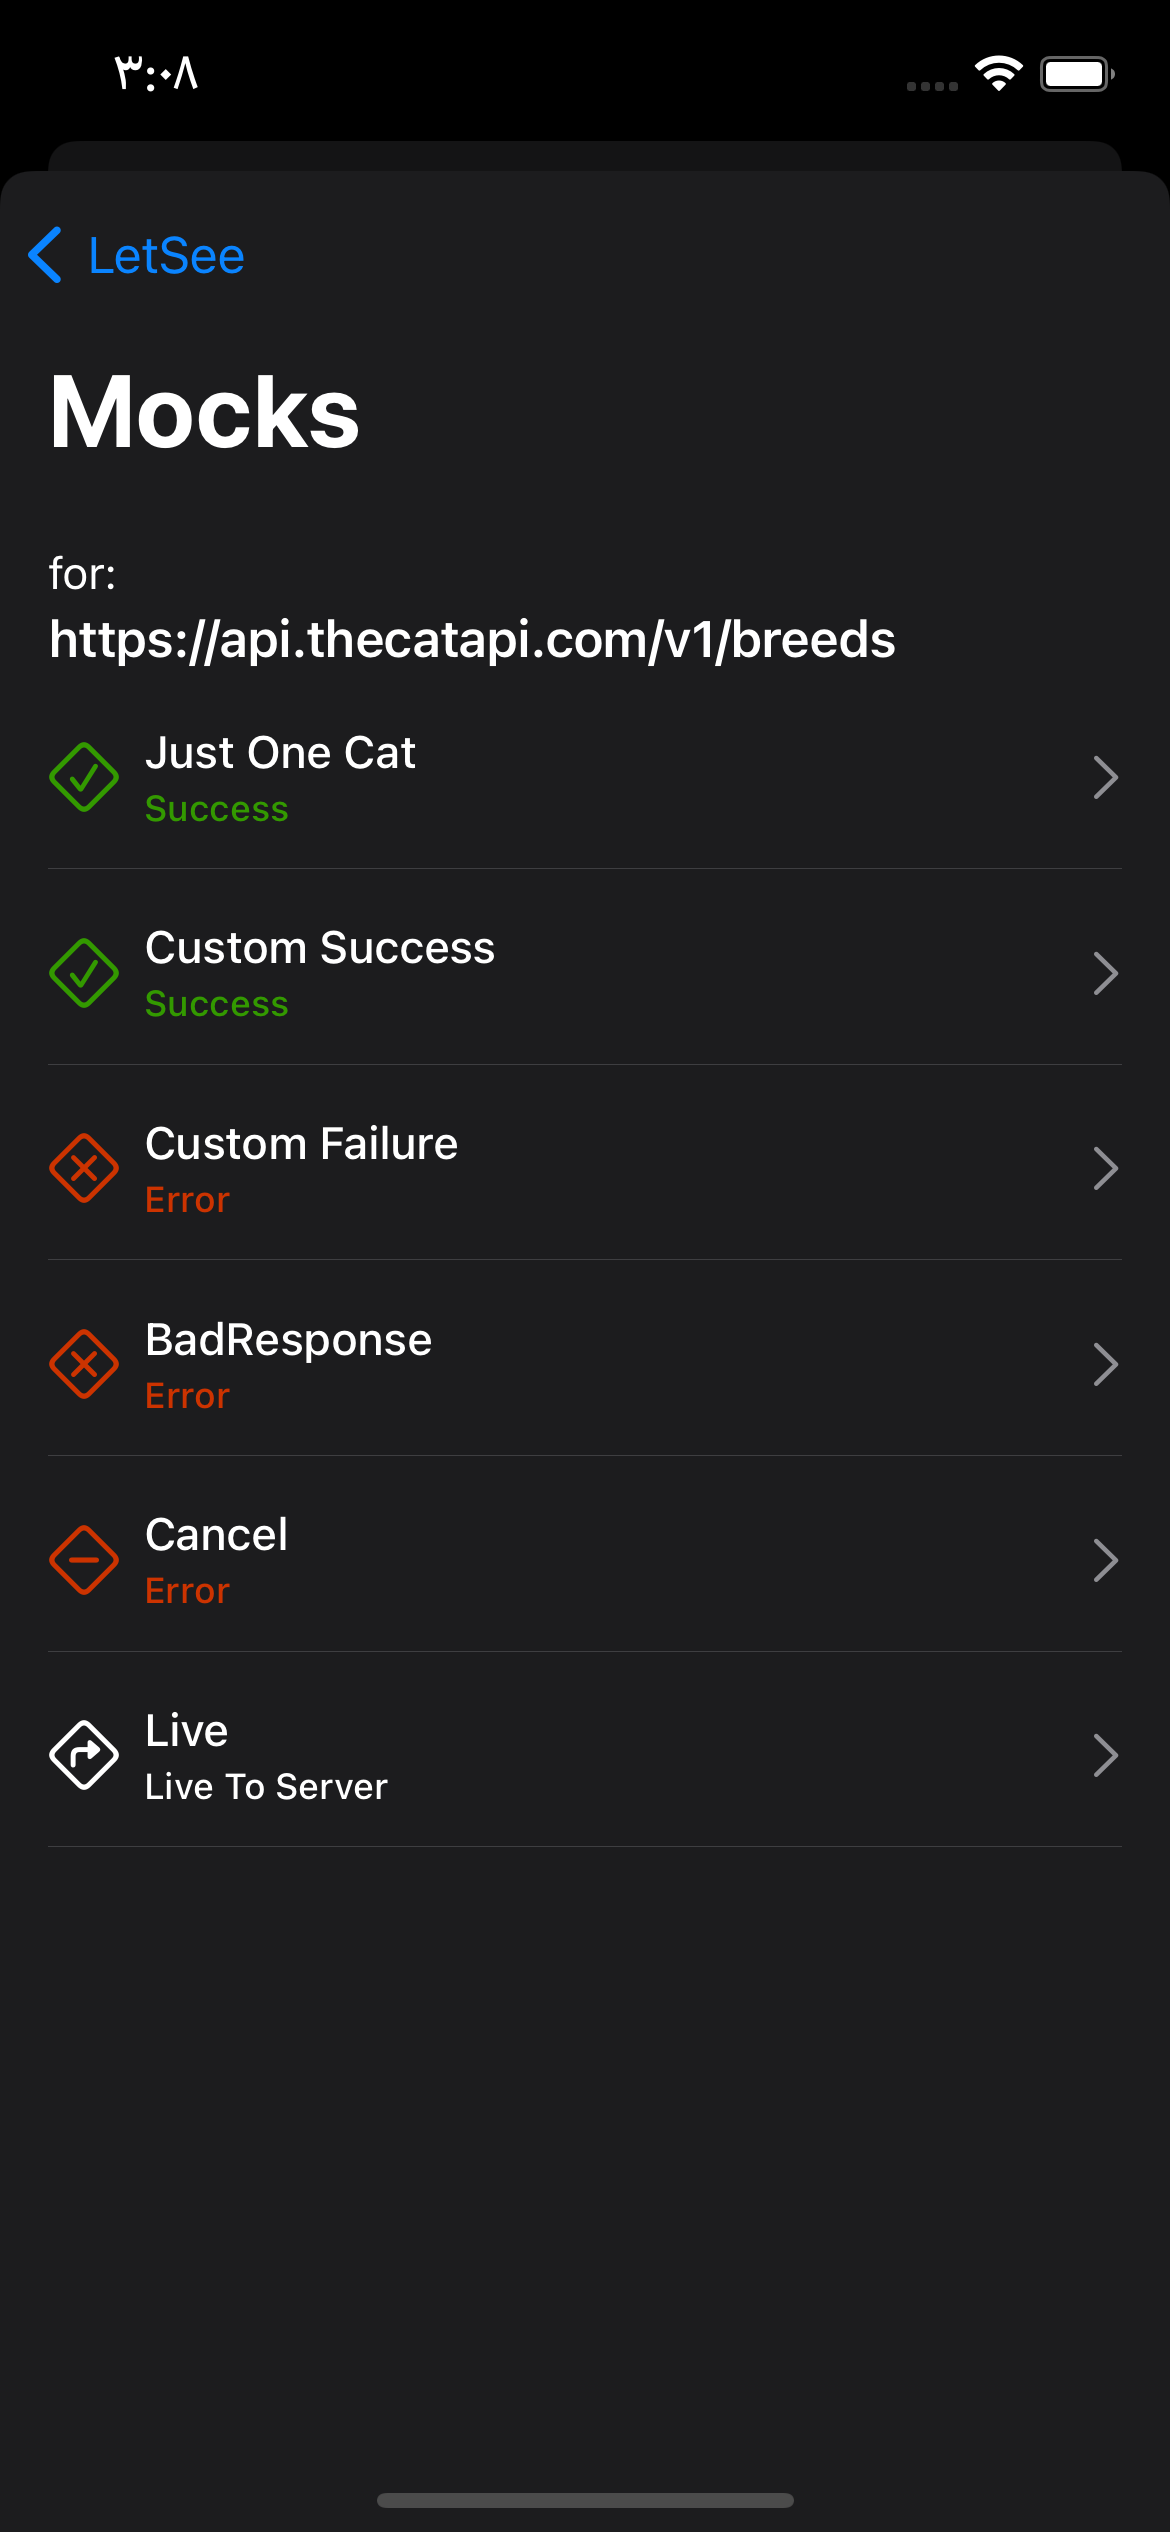 ۳:۰۸
LetSee
Mocks
for:
https://api.thecatapi.com/v1/breeds
Just One Cat
Success
Custom Success
Success
Custom Failure
Error
BadResponse
Error
Cancel
Error
Live
Live To Server